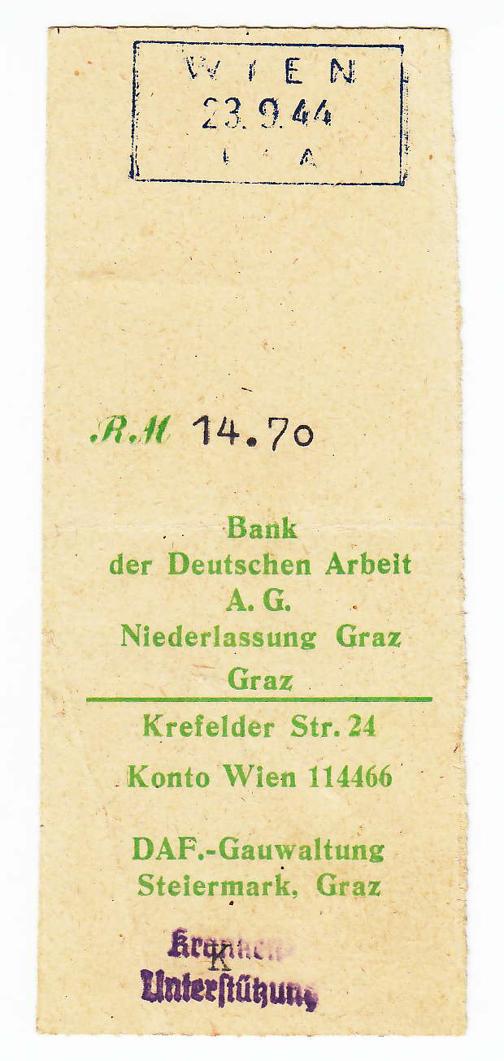 WIEN
23.9.44
A
RM 14.70
Bank
der Deutschen Arbeit
A. G.
Niederlassung Graz
Graz
Krefelder Str. 24
Konto Wien 114466
DAF.-Gauwaltung
Steiermark, Graz
Kranken-
K
Unterstützung